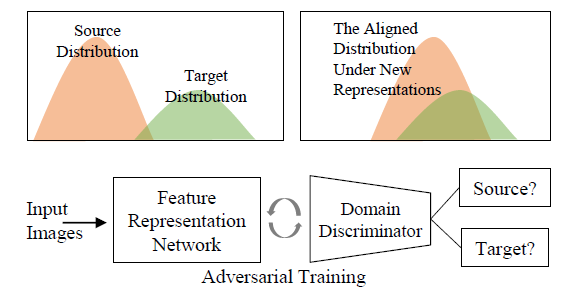 Source
Distribution
Target
Distribution
The Aligned
Distribution
Under New
Representations
Input
Images
Feature
Representation
Network
Domain
Discriminator
Source?
Target?
Adversarial Training